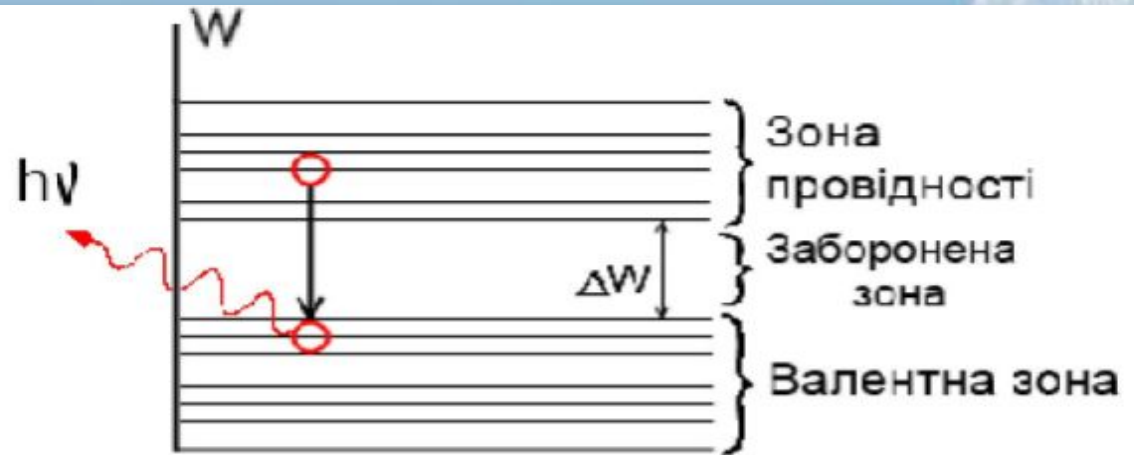 W
hν
Зона
провідності
ΔW
Заборонена
зона
Валентна зона